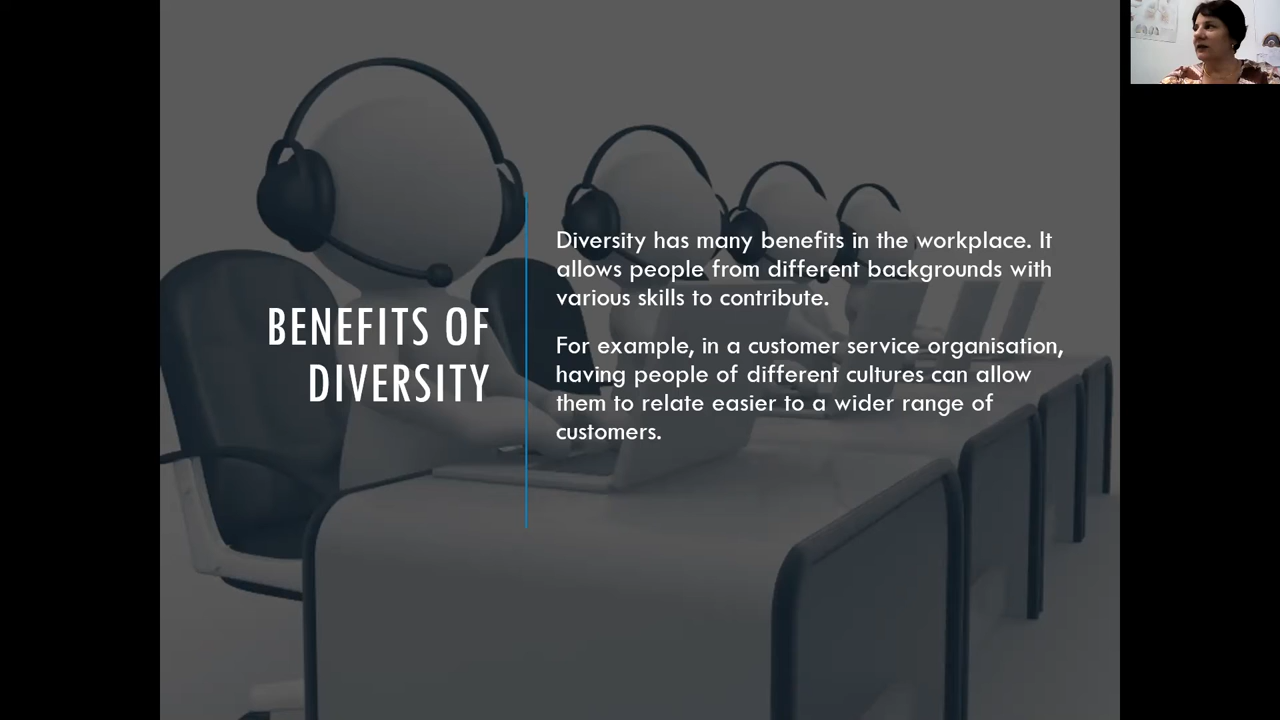 BENEFITS OF
DIVERSITY
Diversity has many benefits in the workplace. It
allows people from different backgrounds with
various skills to contribute.
For example, in a customer service organisation,
having people of different cultures can allow
them to relate easier to a wider range of
customers.